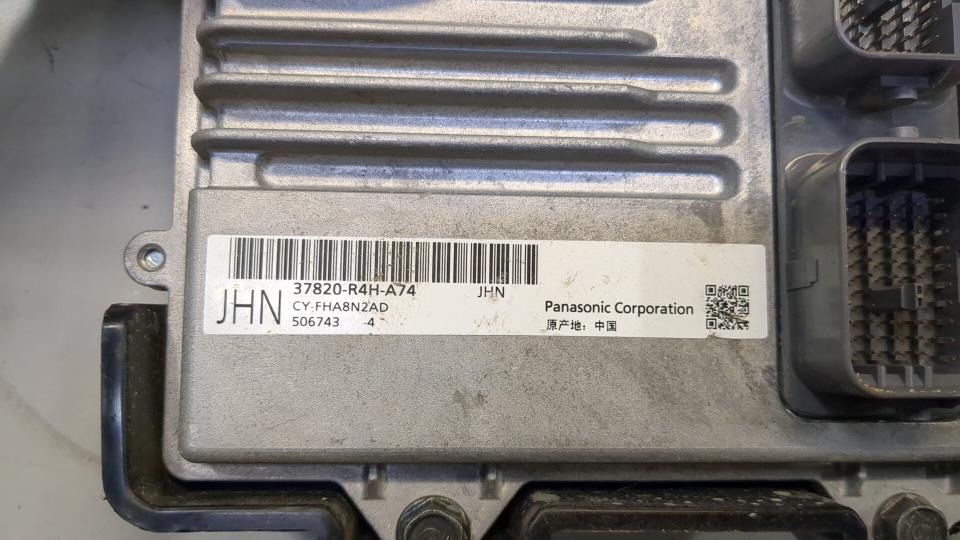 JHN
37820-R4H-A74
JHN
CY-FHA8N2AD
506743 -4
Panasonic Corporation
原产地：中国